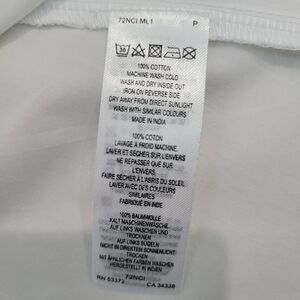 72NCI ML1 P
30
100% COTTON
MACHINE WASH COLD
WASH AND DRY INSIDE OUT
IRON ON REVERSE SIDE
DRY AWAY FROM DIRECT SUNLIGHT
WASH WITH SIMILAR COLOURS
MADE IN INDIA
100% COTON
LAVAGE A FROID MACHINE.
LAVER ET SÉCHER SUR L'ENVERS
NE REPASSER QUE SUR
L'ENVERS.
FAIRE SÉCHER À L'ABRIS DU SOLEIL
LAVER AVEC DES COULEURS
SIMILAIRES
FABRIQUÉ EN INDE
100% BAUMWOLLE
KALT MASCHINENWÄSCHE
AUF LINKS WASCHEN UND
TROCKNEN
AUF LINKS BÜGELN
NICHT IN DIREKTEM SONNENLICHT
TROCKNEN
MIT ÄHNLICHEN FARBEN WASCHEN
HERGESTELLT IN INDIEN
RN 53372 72NCI CA 34338